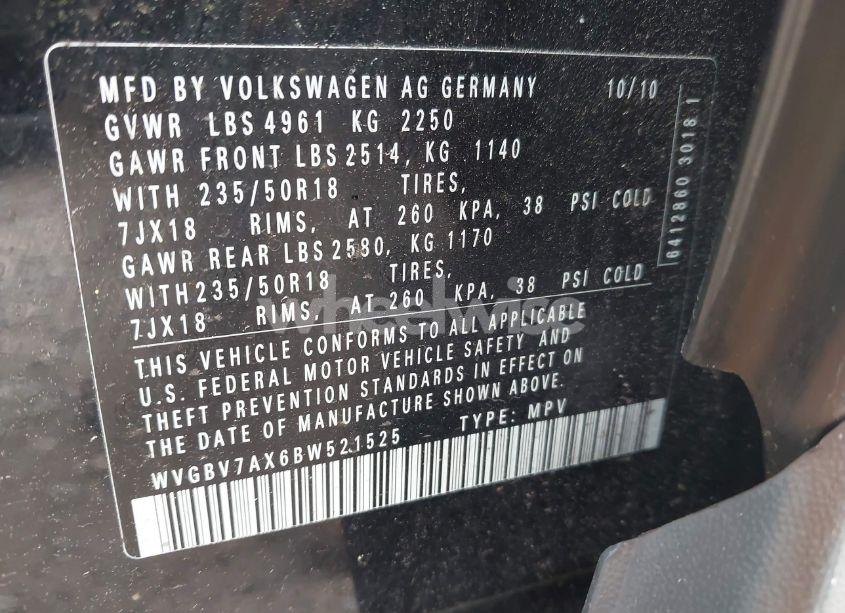 MFD BY VOLKSWAGEN AG GERMANY 10/10
GVWR LBS 4961 KG 2250
GAWR FRONT LBS 2514, KG 1140
WITH 235/50R18 TIRES,
7JX18 RIMS, AT 260 KPA, 38 PSI COLD
GAWR REAR LBS 2580, KG 1170
WITH 235/50R18 TIRES,
7JX18 RIMS, AT 260 KPA, 38 PSI COLD
THIS VEHICLE CONFORMS TO ALL APPLICABLE
U.S. FEDERAL MOTOR VEHICLE SAFETY AND
THEFT PREVENTION STANDARDS IN EFFECT ON
THE DATE OF MANUFACTURE SHOWN ABOVE.
WVGBV7AX6BW521525 TYPE: MPV
6412860 3018 1
wheelwise